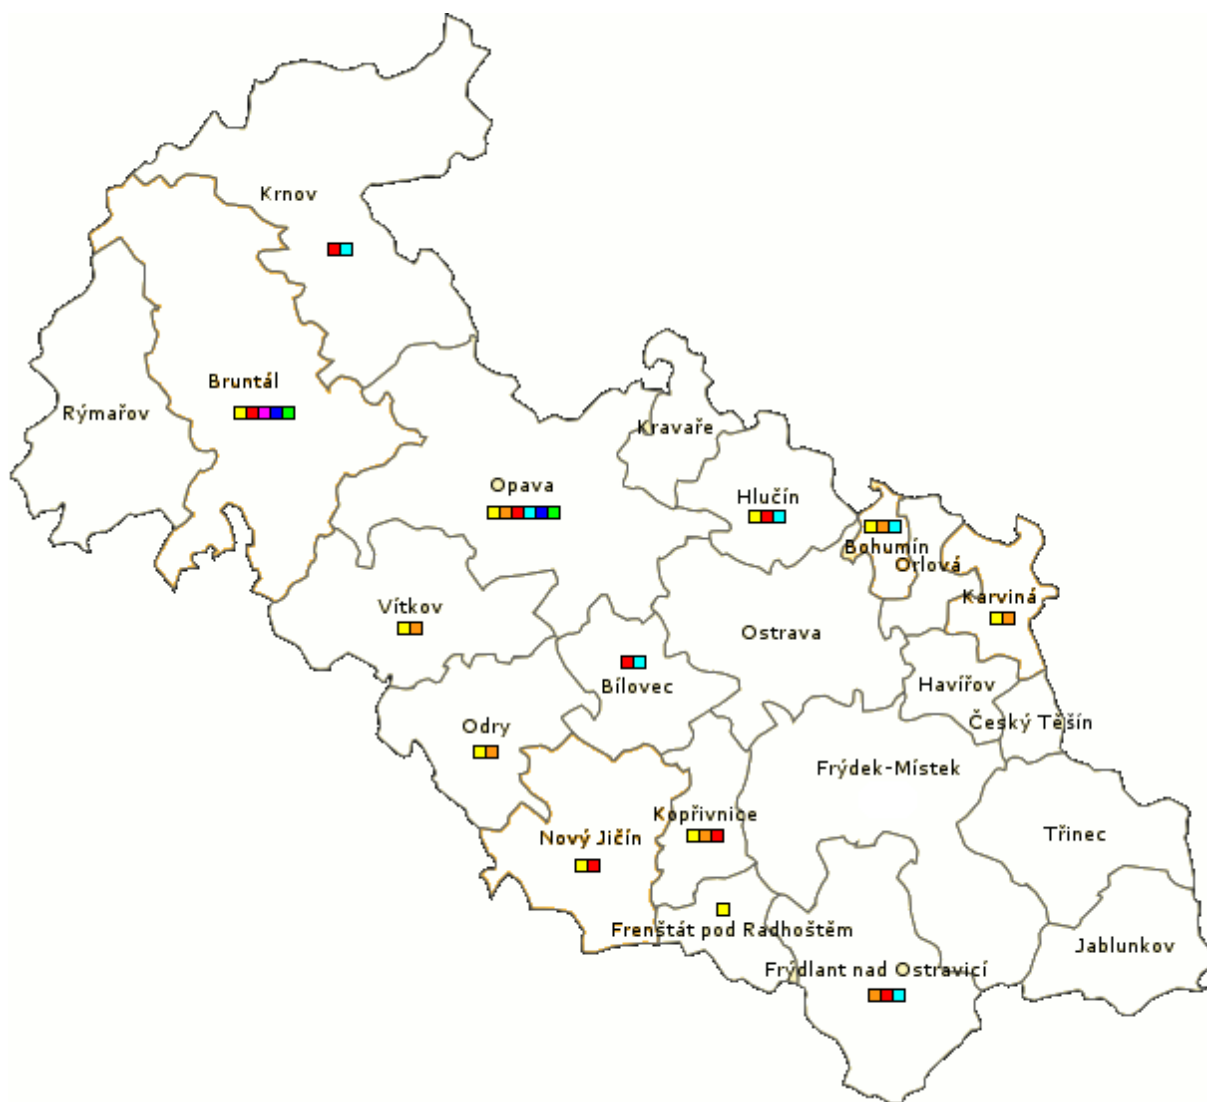 Krnov
Bruntál
Rýmařov
Kravaře
Opava
Hlučín
Bohumín
Orlová
Karviná
Vítkov
Ostrava
Bílovec
Havířov
Český Těšín
Odry
Frýdek-Místek
Kopřivnice
Třinec
Nový Jičín
Frenštát pod Radhoštěm
Jablunkov
Frýdlant nad Ostravicí